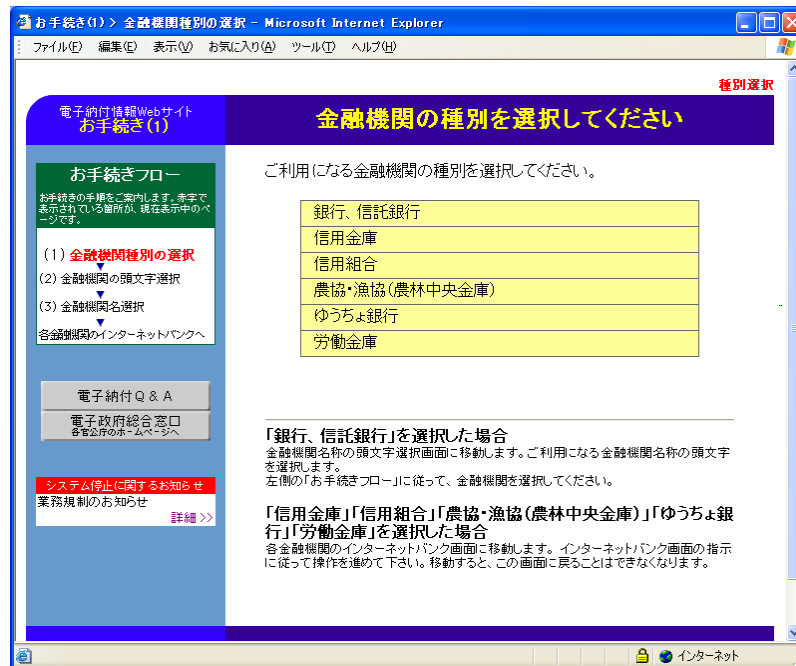 お手続き(1) > 金融機関種別の選択 - Microsoft Internet Explorer
ファイル(F) 編集(E) 表示(V) お気に入り(A) ツール(T) ヘルプ(H)
種別選択
電子納付情報Webサイト
お手続き(1)
金融機関の種別を選択してください
お手続きフロー
お手続きの手順をご案内します。赤字で
表示されている箇所が、現在表示中のペ
ージです。
(1) 金融機関種別の選択
(2) 金融機関の頭文字選択
(3) 金融機関名選択
各金融機関のインターネットバンクへ
電子納付Q & A
電子政府総合窓口
各官公庁のホームページへ
システム停止に関するお知らせ
業務規制のお知らせ
詳細 >>
ご利用になる金融機関の種別を選択してください。
銀行、信託銀行
信用金庫
信用組合
農協・漁協(農林中央金庫)
ゆうちょ銀行
労働金庫
「銀行、信託銀行」を選択した場合
金融機関名称の頭文字選択画面に移動します。ご利用になる金融機関名称の頭文字
を選択します。
左側の「お手続きフロー」に従って、金融機関を選択してください。
「信用金庫」「信用組合」「農協・漁協(農林中央金庫)」「ゆうちょ銀
行」「労働金庫」を選択した場合
各金融機関のインターネットバンク画面に移動します。インターネットバンク画面の指示
に従って操作を進めて下さい。移動すると、この画面に戻ることはできなくなります。
インターネット